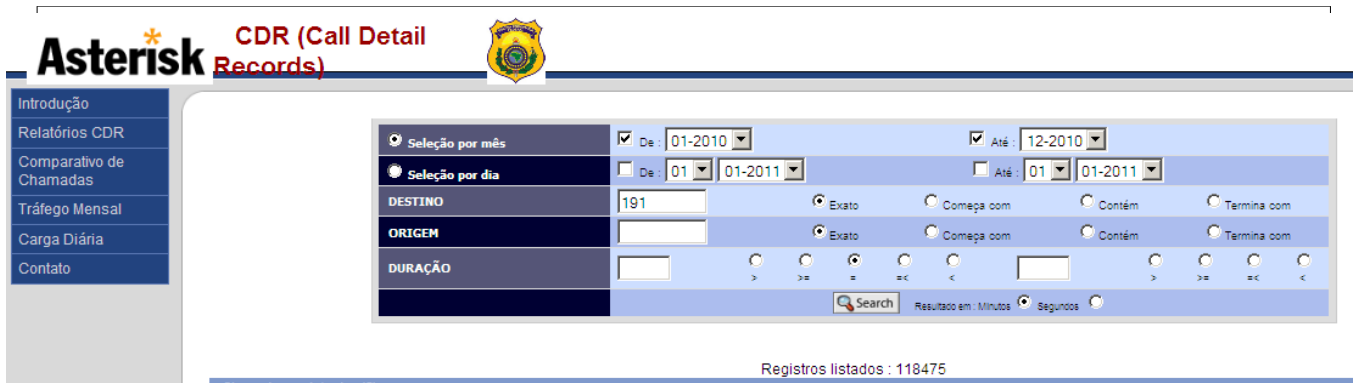 Asterisk CDR (Call Detail
Records)
Introdução
Relatórios CDR
Comparativo de
Chamadas
Tráfego Mensal
Carga Diária
Contato
Seleção por mês De : 01-2010 Até : 12-2010
Seleção por dia De : 01 01-2011 Até : 01 01-2011
DESTINO 191 Exato Começa com Contém Termina com
ORIGEM Exato Começa com Contém Termina com
DURAÇÃO > >= = =< < > >= =< <
Search Resultado em : Minutos Segundos
Registros listados : 118475